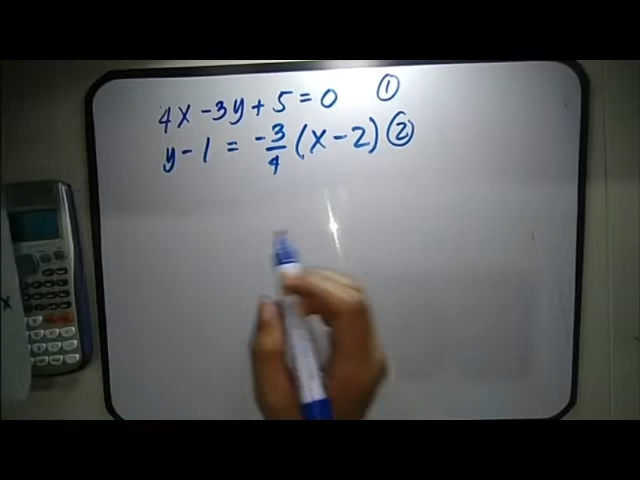 4x - 3y + 5 = 0 ①
y - 1 = -3/4 (x - 2) ②
x